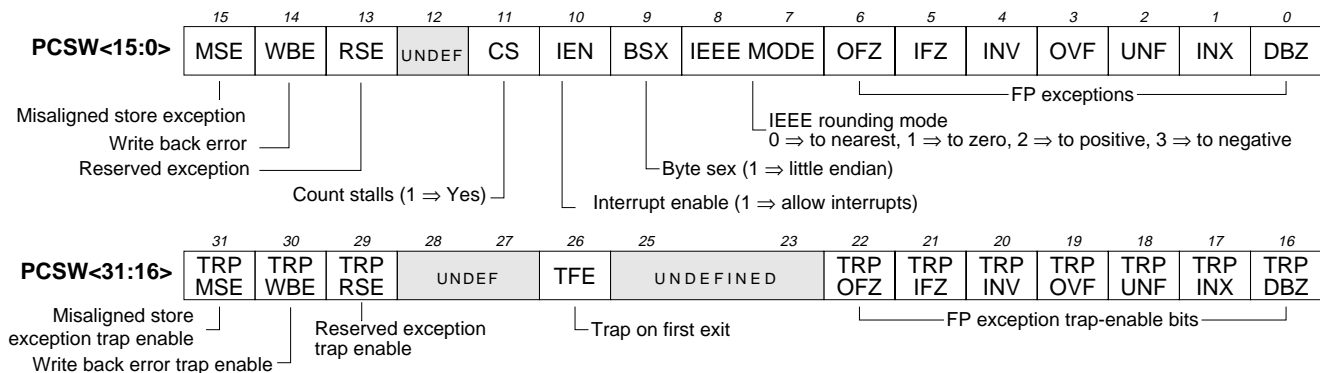 15 14 13 12 11 10 9 8 7 6 5 4 3 2 1 0
PCSW<15:0> MSE WBE RSE UNDEF CS IEN BSX IEEE MODE OFZ IFZ INV OVF UNF INX DBZ
FP exceptions
Misaligned store exception
IEEE rounding mode
Write back error
0 ⇒ to nearest, 1 ⇒ to zero, 2 ⇒ to positive, 3 ⇒ to negative
Reserved exception
Byte sex (1 ⇒ little endian)
Count stalls (1 ⇒ Yes)
Interrupt enable (1 ⇒ allow interrupts)
31 30 29 28 27 26 25 23 22 21 20 19 18 17 16
PCSW<31:16> TRP MSE TRP WBE TRP RSE UNDEF TFE UNDEFINED TRP OFZ TRP IFZ TRP INV TRP OVF TRP UNF TRP INX TRP DBZ
Misaligned store
exception trap enable
Reserved exception
trap enable
Trap on first exit
FP exception trap-enable bits
Write back error trap enable